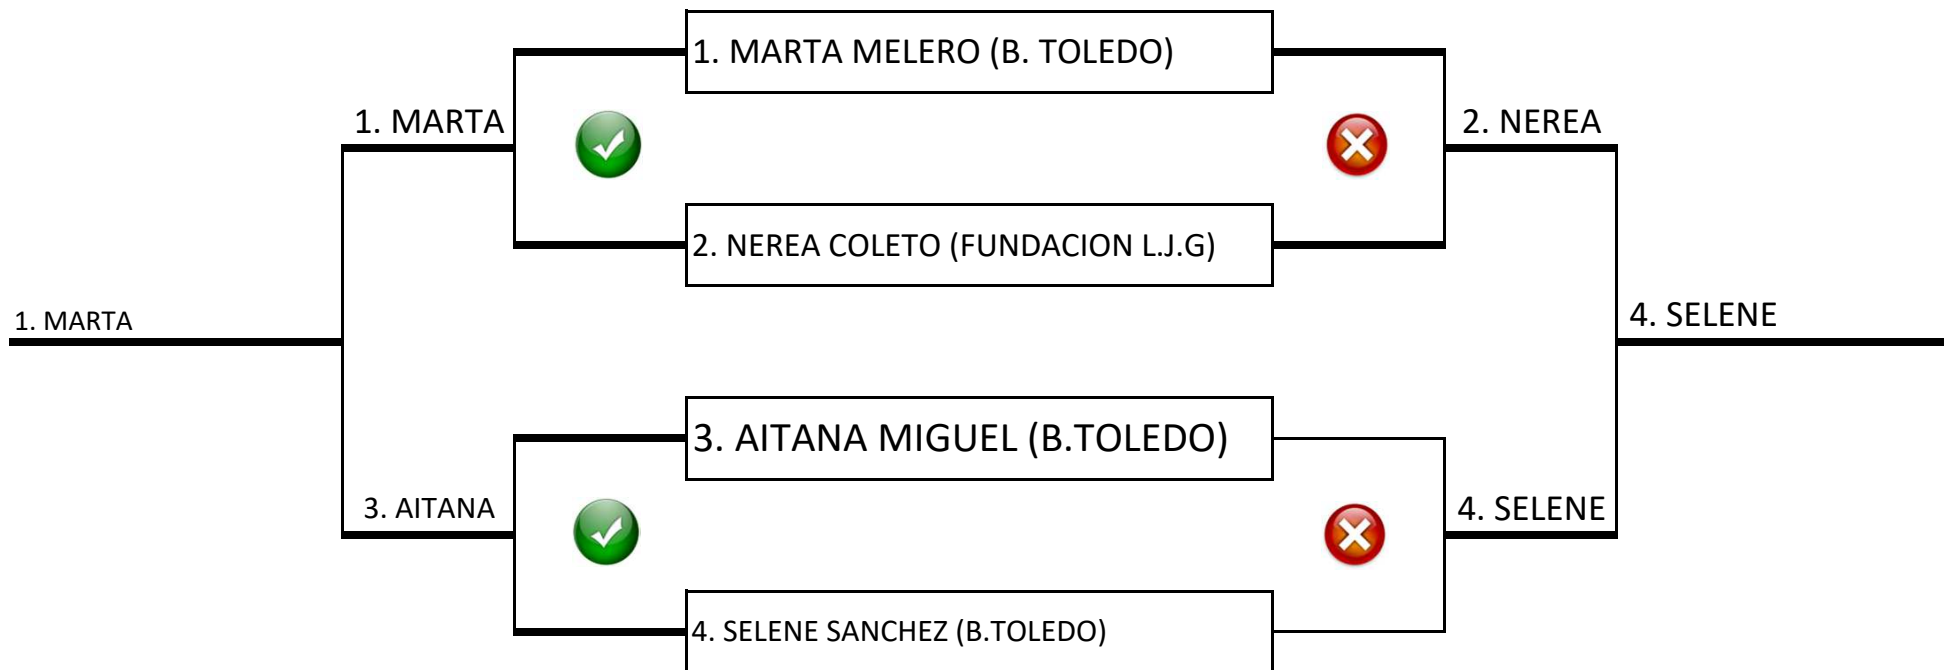 1. MARTA MELERO (B. TOLEDO)
1. MARTA
2. NEREA
2. NEREA COLETO (FUNDACION L.J.G)
1. MARTA
4. SELENE
3. AITANA MIGUEL (B.TOLEDO)
3. AITANA
4. SELENE
4. SELENE SANCHEZ (B.TOLEDO)